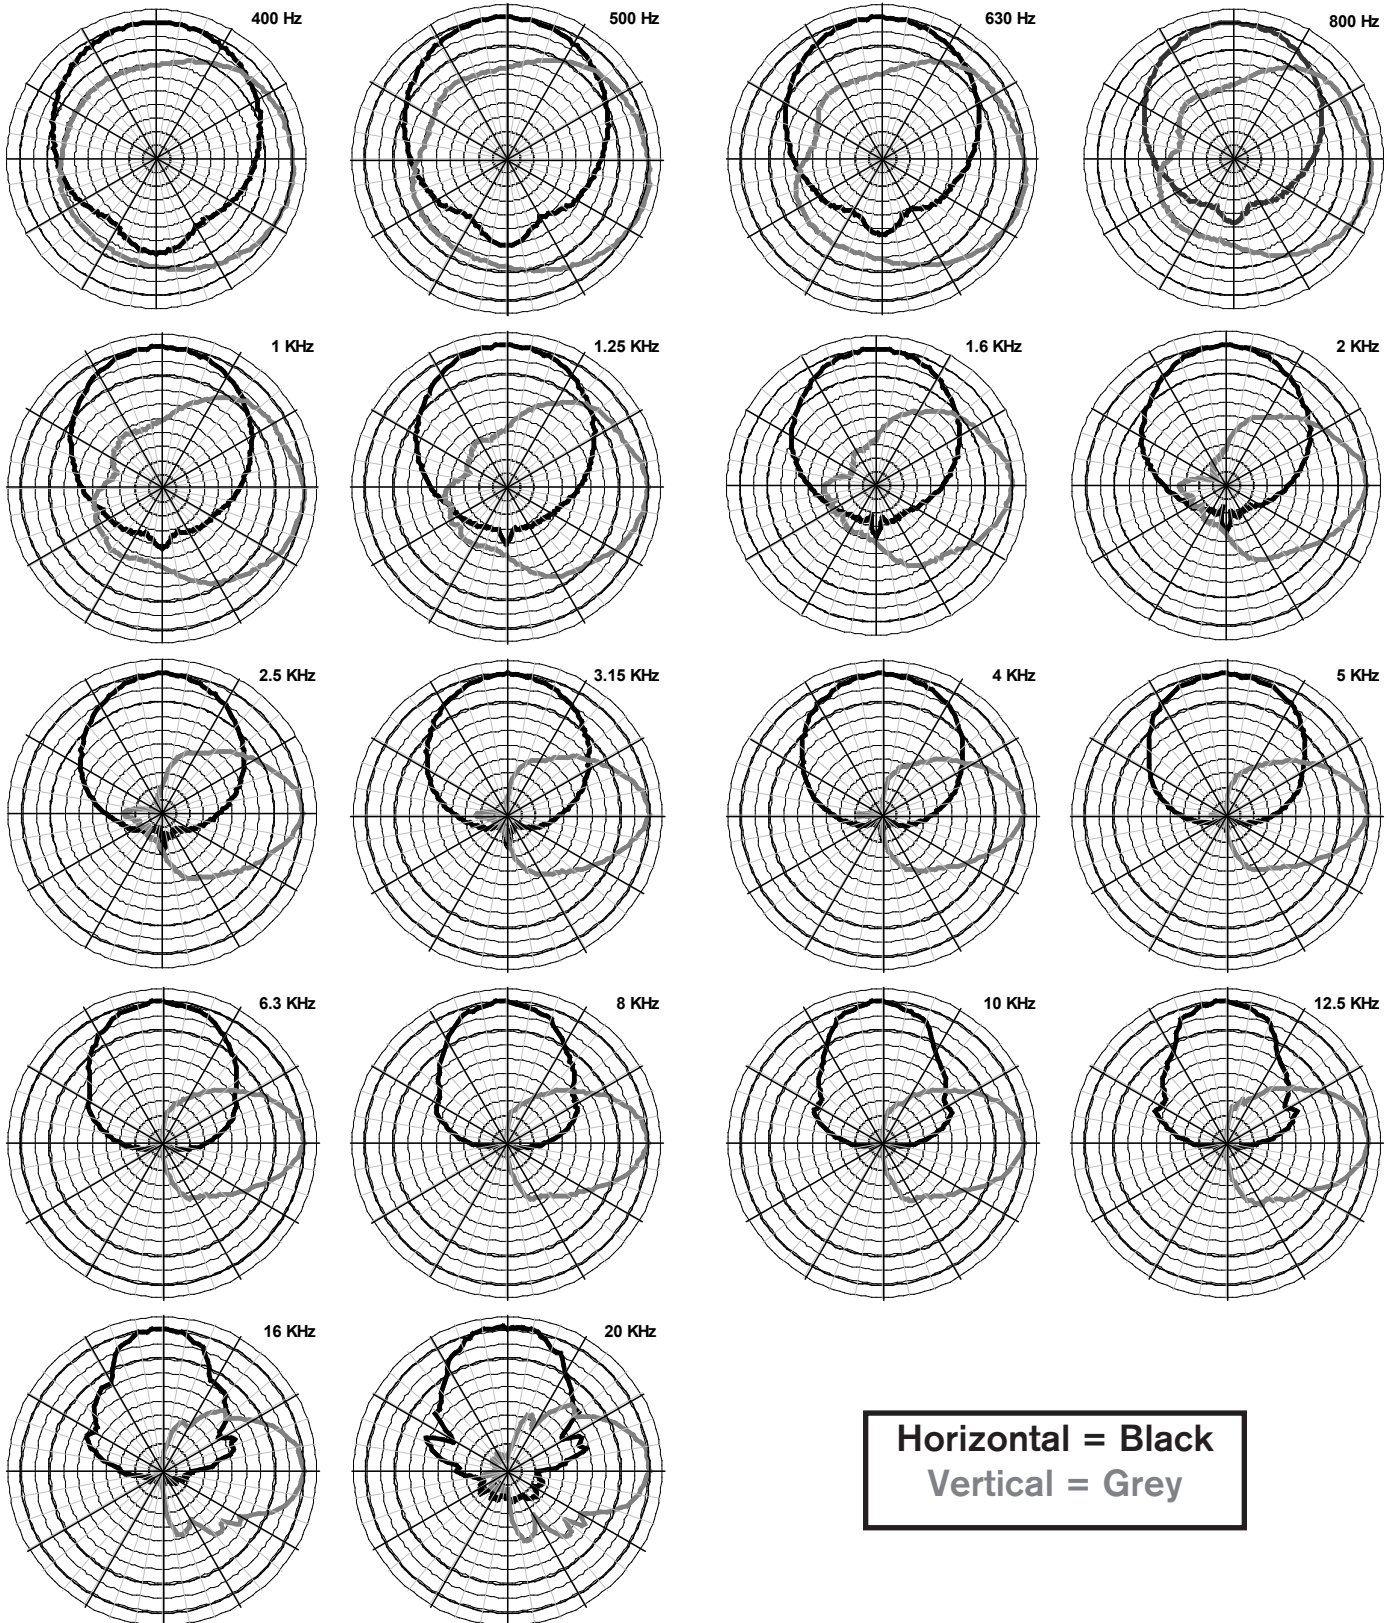 400 Hz
500 Hz
630 Hz
800 Hz
1 KHz
1.25 KHz
1.6 KHz
2 KHz
2.5 KHz
3.15 KHz
4 KHz
5 KHz
6.3 KHz
8 KHz
10 KHz
12.5 KHz
16 KHz
20 KHz
Horizontal = Black
Vertical = Grey